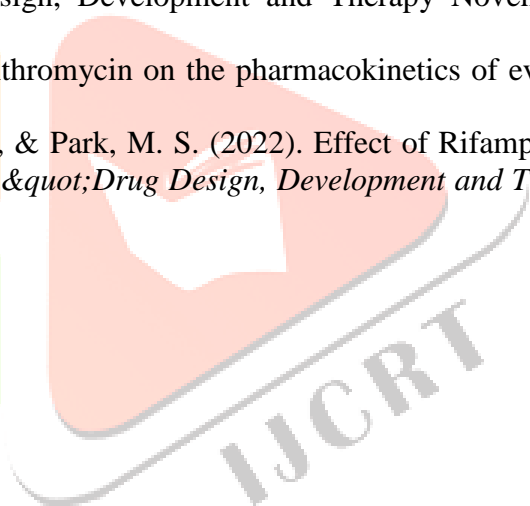 sign, Development and Therapy Novem
thromycin on the pharmacokinetics of ev
, & Park, M. S. (2022). Effect of Rifamp
&quot;Drug Design, Development and T
IJCRT